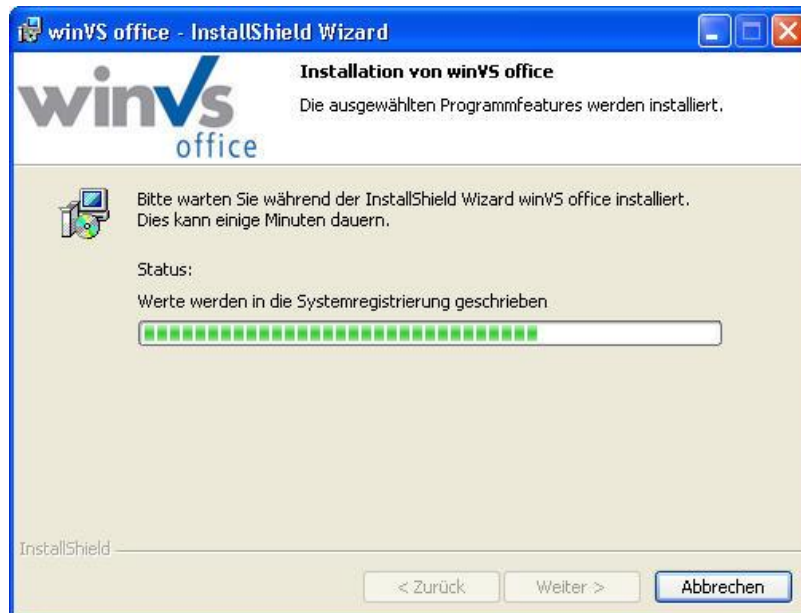 winVS office - InstallShield Wizard
winVs
office
Installation von winVS office
Die ausgewählten Programmfeatures werden installiert.
Bitte warten Sie während der InstallShield Wizard winVS office installiert.
Dies kann einige Minuten dauern.
Status:
Werte werden in die Systemregistrierung geschrieben
InstallShield
< Zurück
Weiter >
Abbrechen